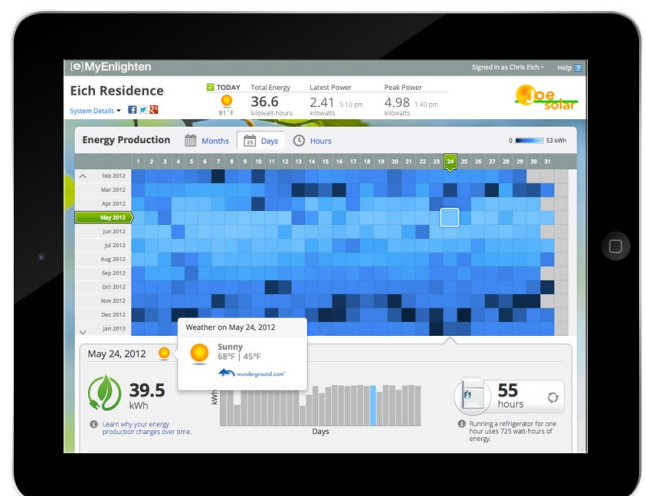 [e] MyEnlighten
Signed in as Chris Eich
Help ?
Eich Residence
TODAY Total Energy Latest Power Peak Power
36.6 2.41 5:10 pm 4.98 1:40 pm
81°F kilowatt-hours kilowatts kilowatts
System Details
Joe
solar
Energy Production 23 Months Days Hours 0 53 kWh
1 2 3 4 5 6 7 8 9 10 11 12 13 14 15 16 17 18 19 20 21 22 23 24 25 26 27 28 29 30 31
Feb 2012
Mar 2012
Apr 2012
May 2012
Jun 2012
Jul 2012
Aug 2012
Sep 2012
Oct 2012
Nov 2012
Dec 2012
Jan 2013
Weather on May 24, 2012
Sunny
68°F | 45°F
wunderground.com
May 24, 2012
39.5
kWh
Learn why your energy
production changes over time.
kWh
Days
55
hours
Running a refrigerator for one
hour uses 725 watt-hours of
energy.